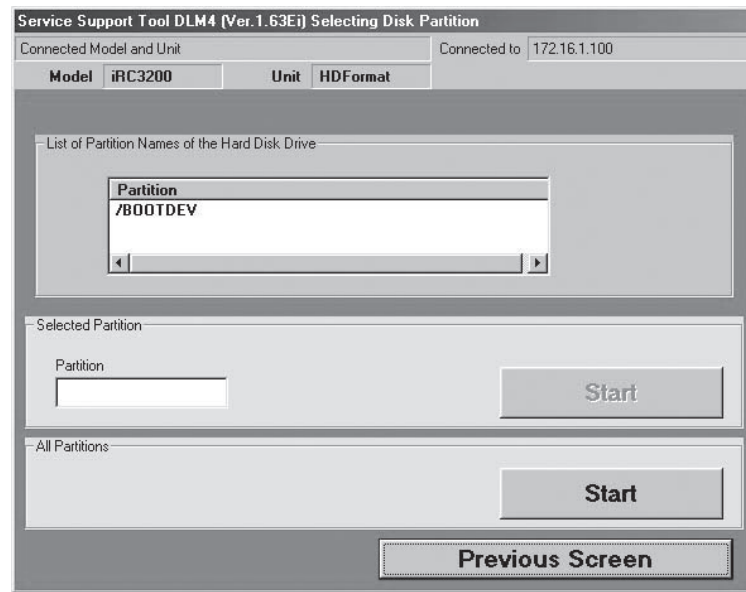 Service Support Tool DLM4 (Ver.1.63Ei) Selecting Disk Partition
Connected Model and Unit
Connected to 172.16.1.100
Model iRC3200 Unit HDFormat
List of Partition Names of the Hard Disk Drive
Partition
/BOOTDEV
Selected Partition
Partition
Start
All Partitions
Start
Previous Screen